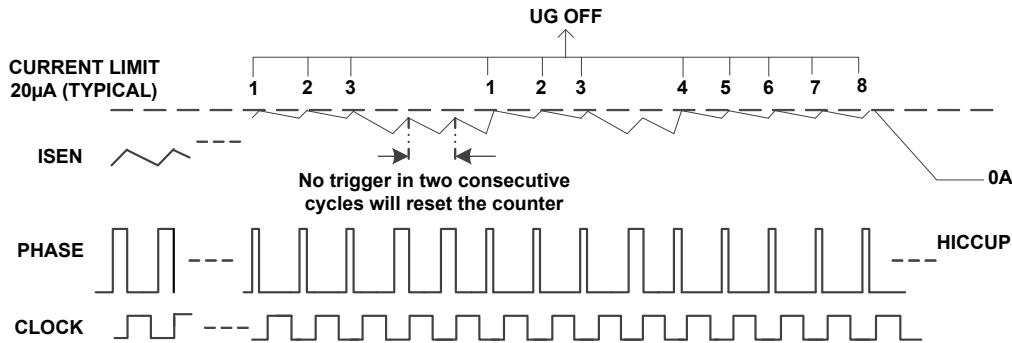 UG OFF
CURRENT LIMIT
20µA (TYPICAL)
1 2 3 1 2 3 4 5 6 7 8
ISEN
No trigger in two consecutive
cycles will reset the counter
0A
PHASE
HICCUP
CLOCK